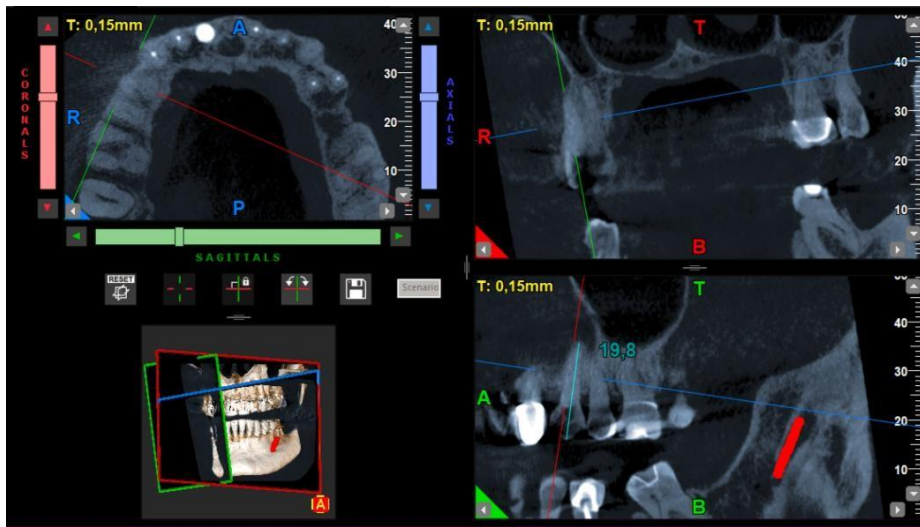 T: 0,15mm
A
R
P
40
30
20
10
CORONALS
AXIALS
SAGITTALS
RESET
Scenario
A
T: 0,15mm
T
R
B
40
30
20
10
T: 0,15mm
T
19,8
A
B
40
30
20
10